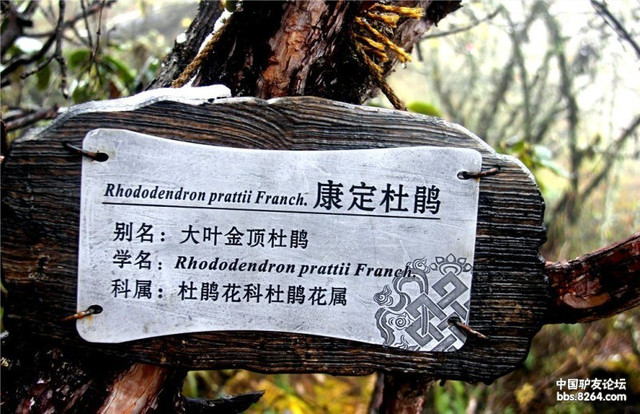 Rhododendron prattii Franch. 康定杜鹃
别名：大叶金顶杜鹃
学名：Rhododendron prattii Franch.
科属：杜鹃花科杜鹃花属
中国驴友论坛
bbs.8264.com